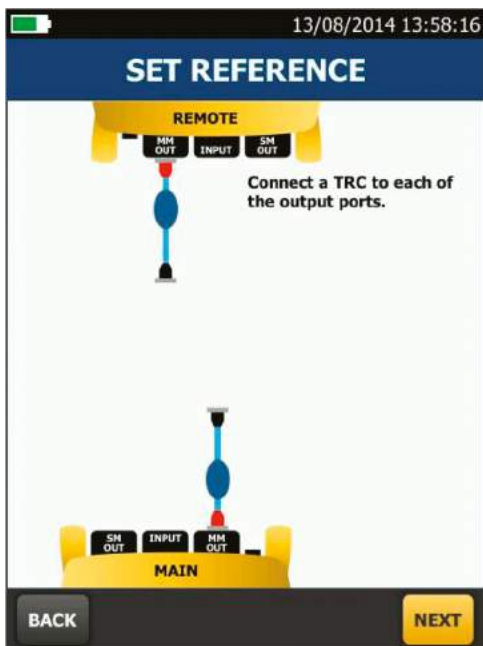 13/08/2014 13:58:16
SET REFERENCE
REMOTE
MM OUT
INPUT
SM OUT
Connect a TRC to each of
the output ports.
SM OUT
INPUT
MM OUT
MAIN
BACK
NEXT